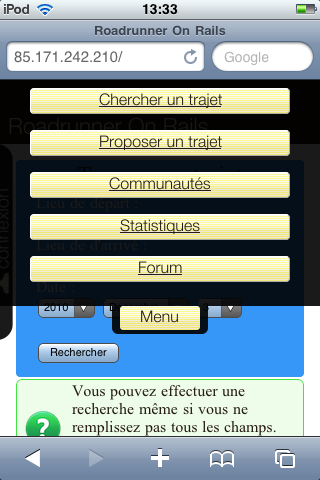 iPod 13:33
Roadrunner On Rails
85.171.242.210/ Google
Chercher un trajet
Roadrunner On Rails
Proposer un trajet
Communautés
Lieu de départ :
Statistiques
Lieu de d'arrivé :
connexion
Forum
Date :
2010
Menu
Rechercher
Vous pouvez effectuer une
recherche même si vous ne
remplissez pas tous les champs.
?